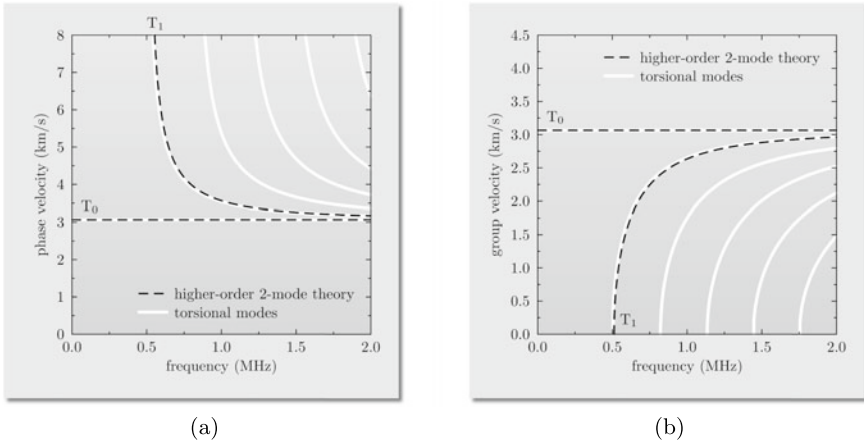 T1
8
7
6
5
4
3
2
1
0
phase velocity (km/s)
T0
higher-order 2-mode theory
torsional modes
0.0 0.5 1.0 1.5 2.0
frequency (MHz)
(a)
4.5
4.0
3.5
3.0
2.5
2.0
1.5
1.0
0.5
0.0
group velocity (km/s)
higher-order 2-mode theory
torsional modes
T0
T1
0.0 0.5 1.0 1.5 2.0
frequency (MHz)
(b)